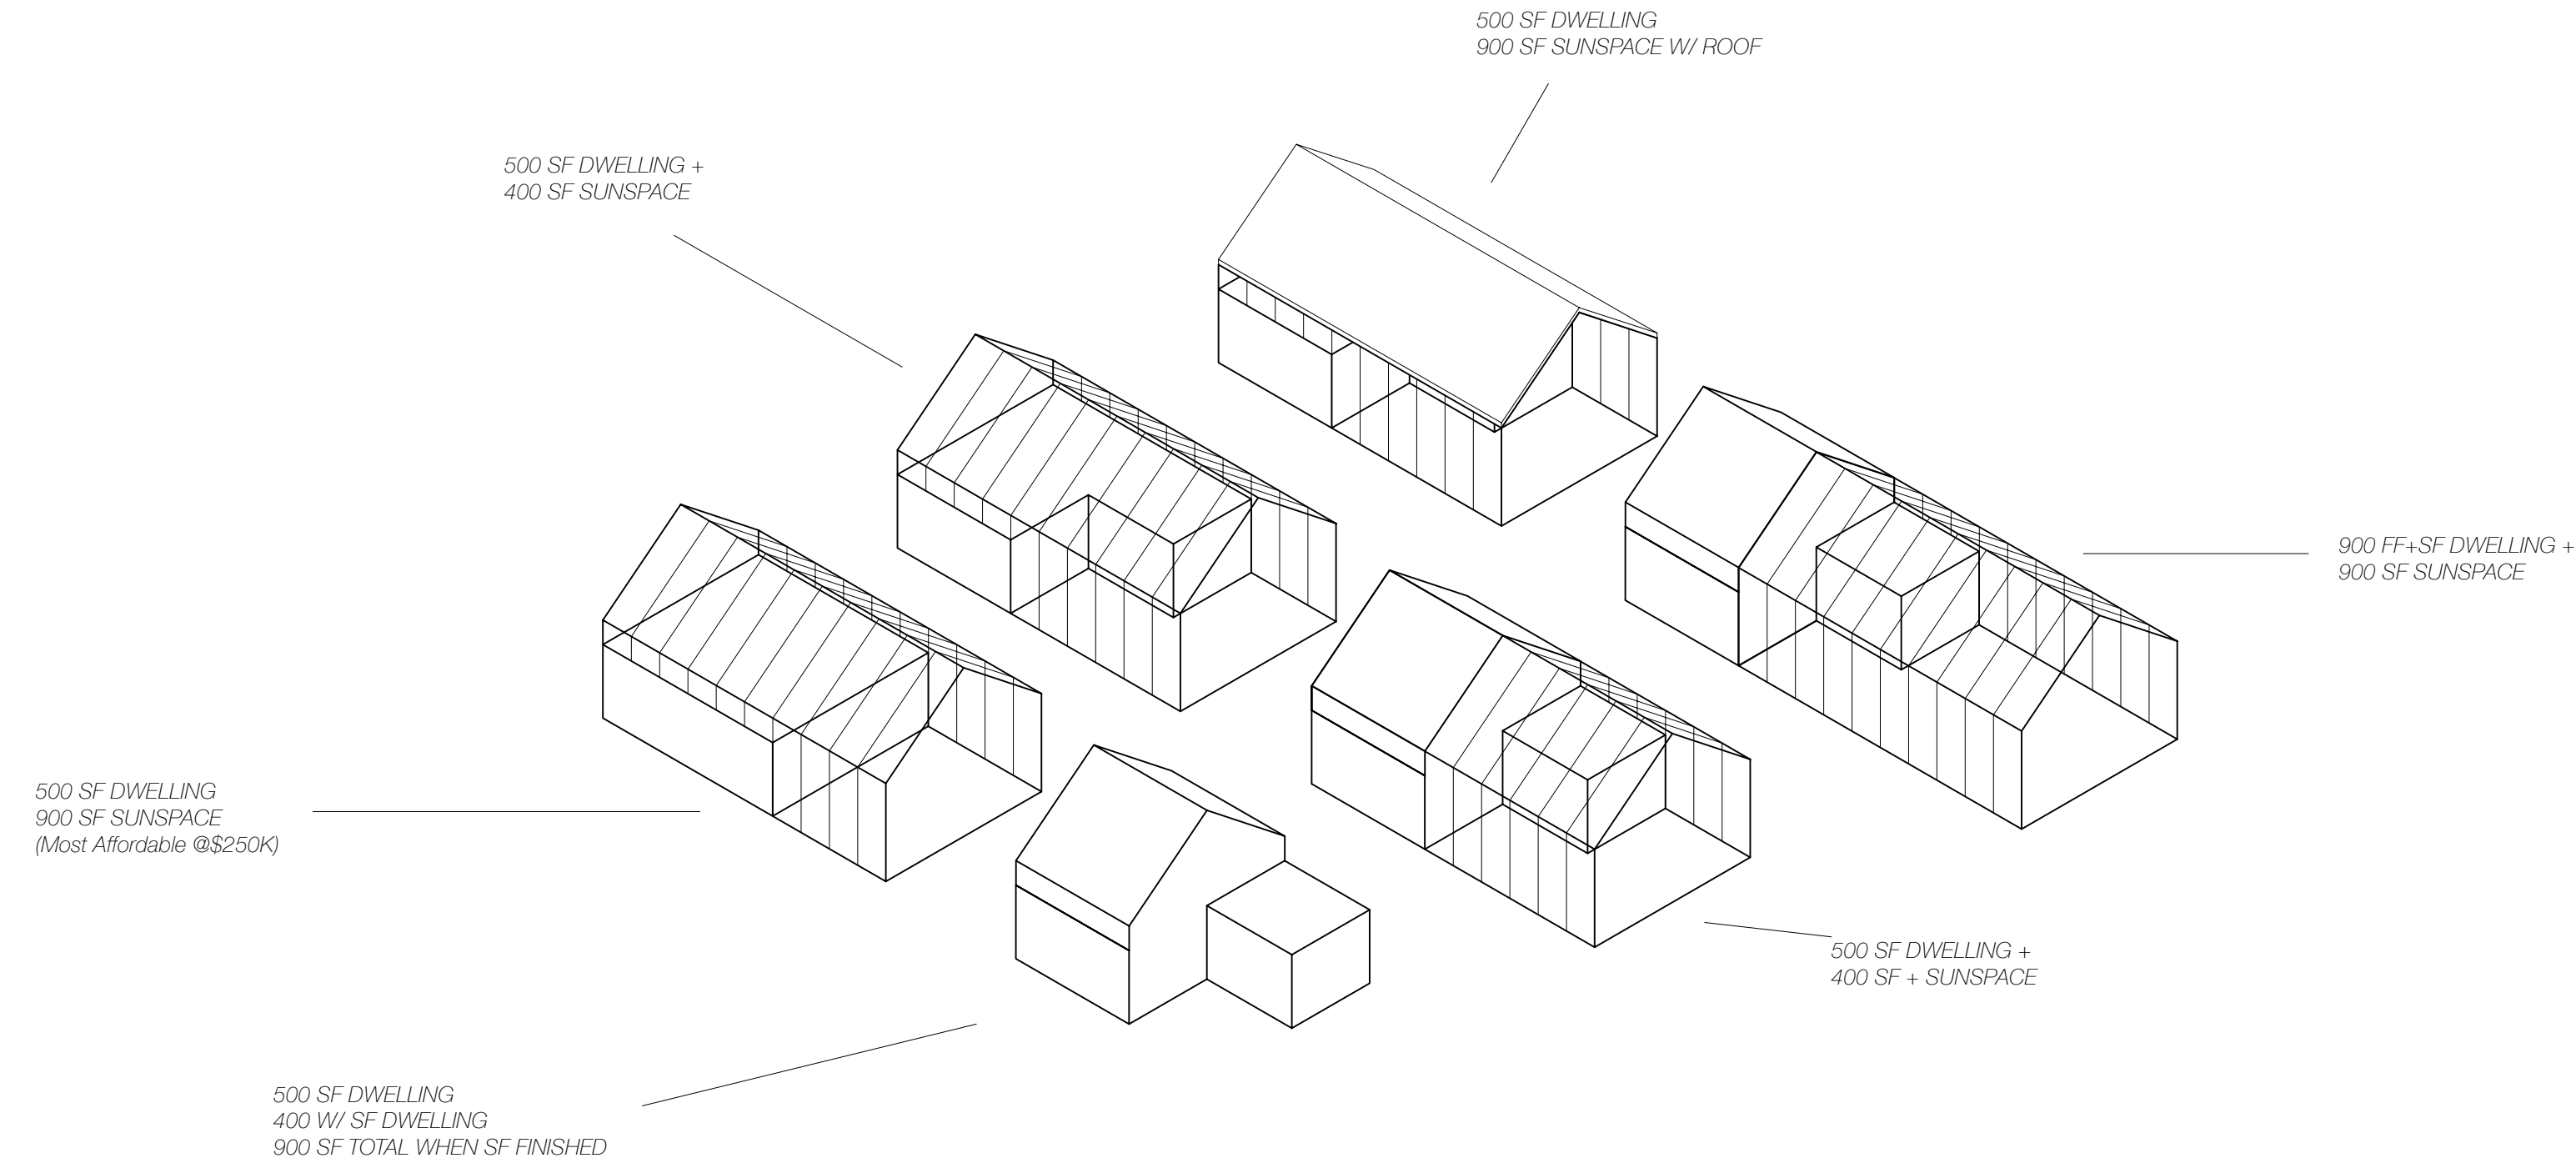 500 SF DWELLING
900 SF SUNSPACE W/ ROOF
500 SF DWELLING +
400 SF SUNSPACE
900 FF+SF DWELLING +
900 SF SUNSPACE
500 SF DWELLING
900 SF SUNSPACE
(Most Affordable @$250K)
500 SF DWELLING +
400 SF + SUNSPACE
500 SF DWELLING
400 W/ SF DWELLING
900 SF TOTAL WHEN SF FINISHED